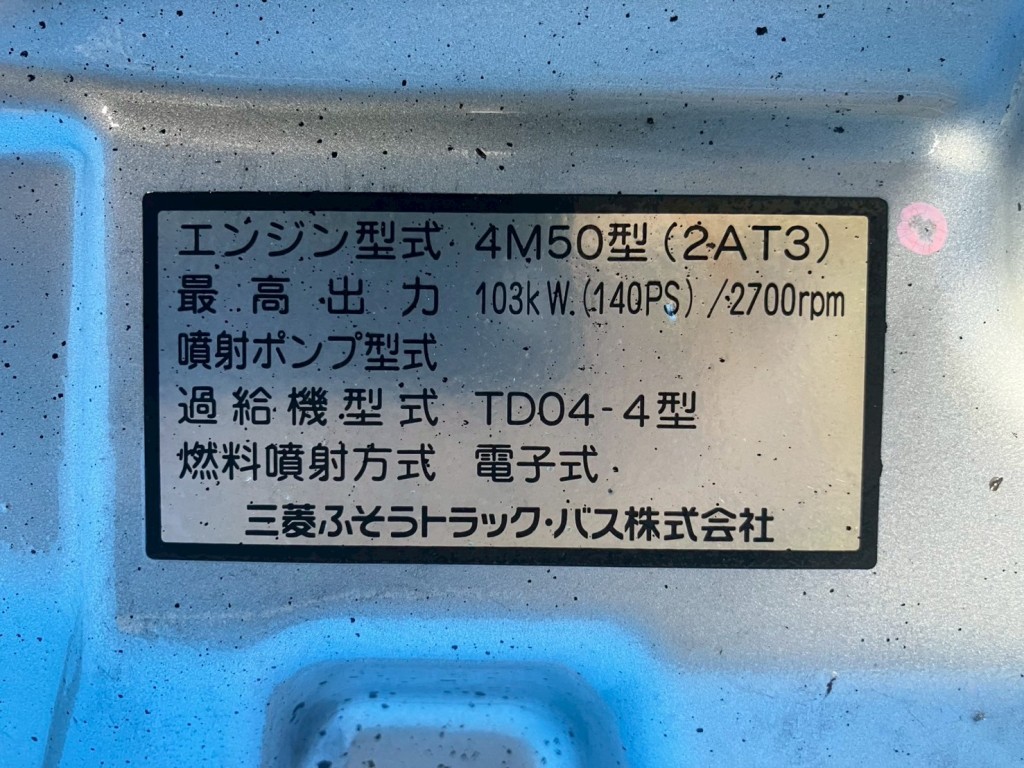 エンジン型式 4M50型(2AT3)
最高出力 103kW(140PS)/2700rpm
噴射ポンプ型式
過給機型式 TD04-4型
燃料噴射方式 電子式
三菱ふそうトラック・バス株式会社